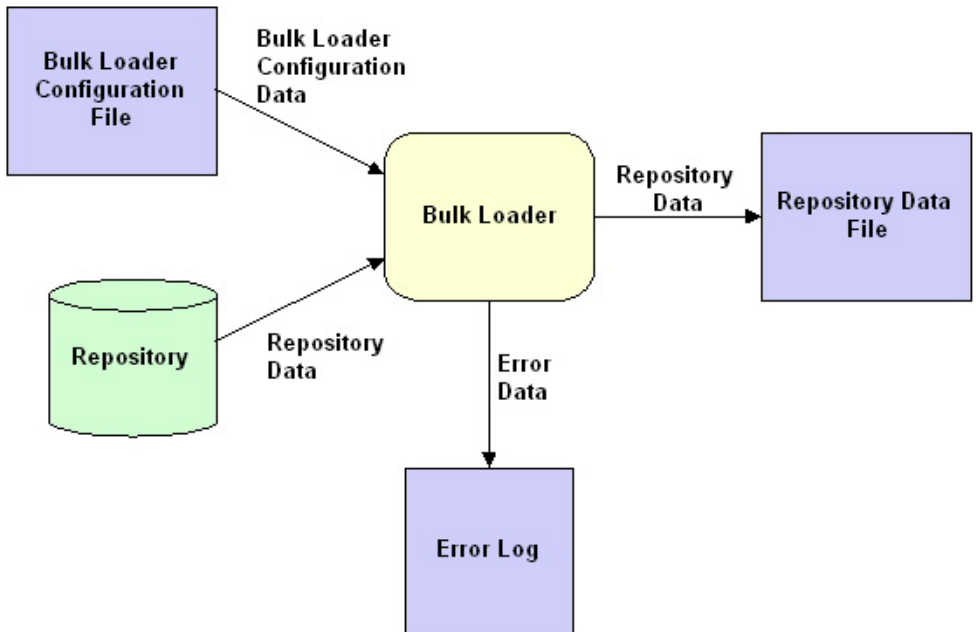 Bulk Loader
Configuration
File
Bulk Loader
Configuration
Data
Bulk Loader
Repository
Data
Repository Data
File
Repository
Repository
Data
Error
Data
Error Log